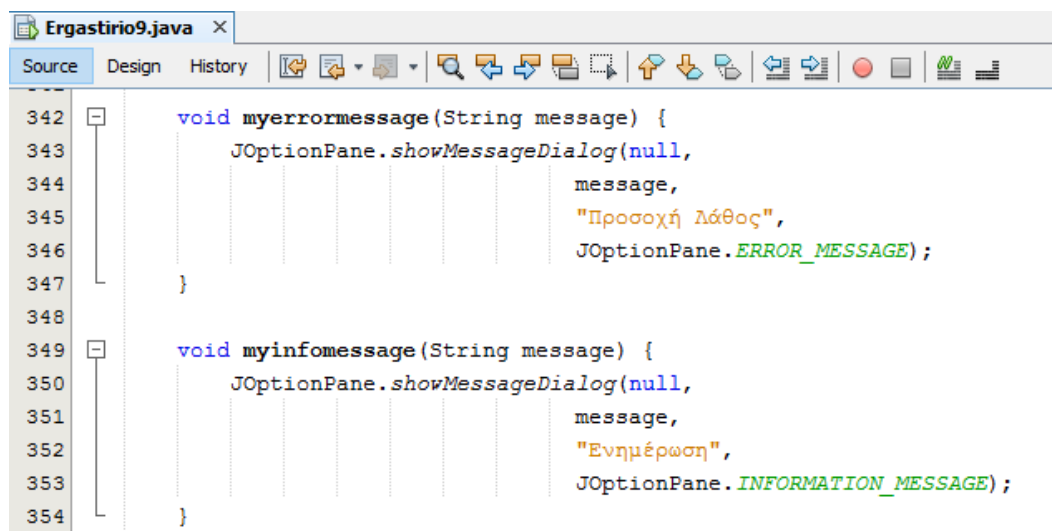 Ergastirio9.java ×
Source Design History
342 void myerrormessage(String message) {
343 JOptionPane.showMessageDialog(null,
344 message,
345 "Προσοχή Λάθος",
346 JOptionPane.ERROR_MESSAGE);
347 }
348
349 void myinfomessage(String message) {
350 JOptionPane.showMessageDialog(null,
351 message,
352 "Ενημέρωση",
353 JOptionPane.INFORMATION_MESSAGE);
354 }